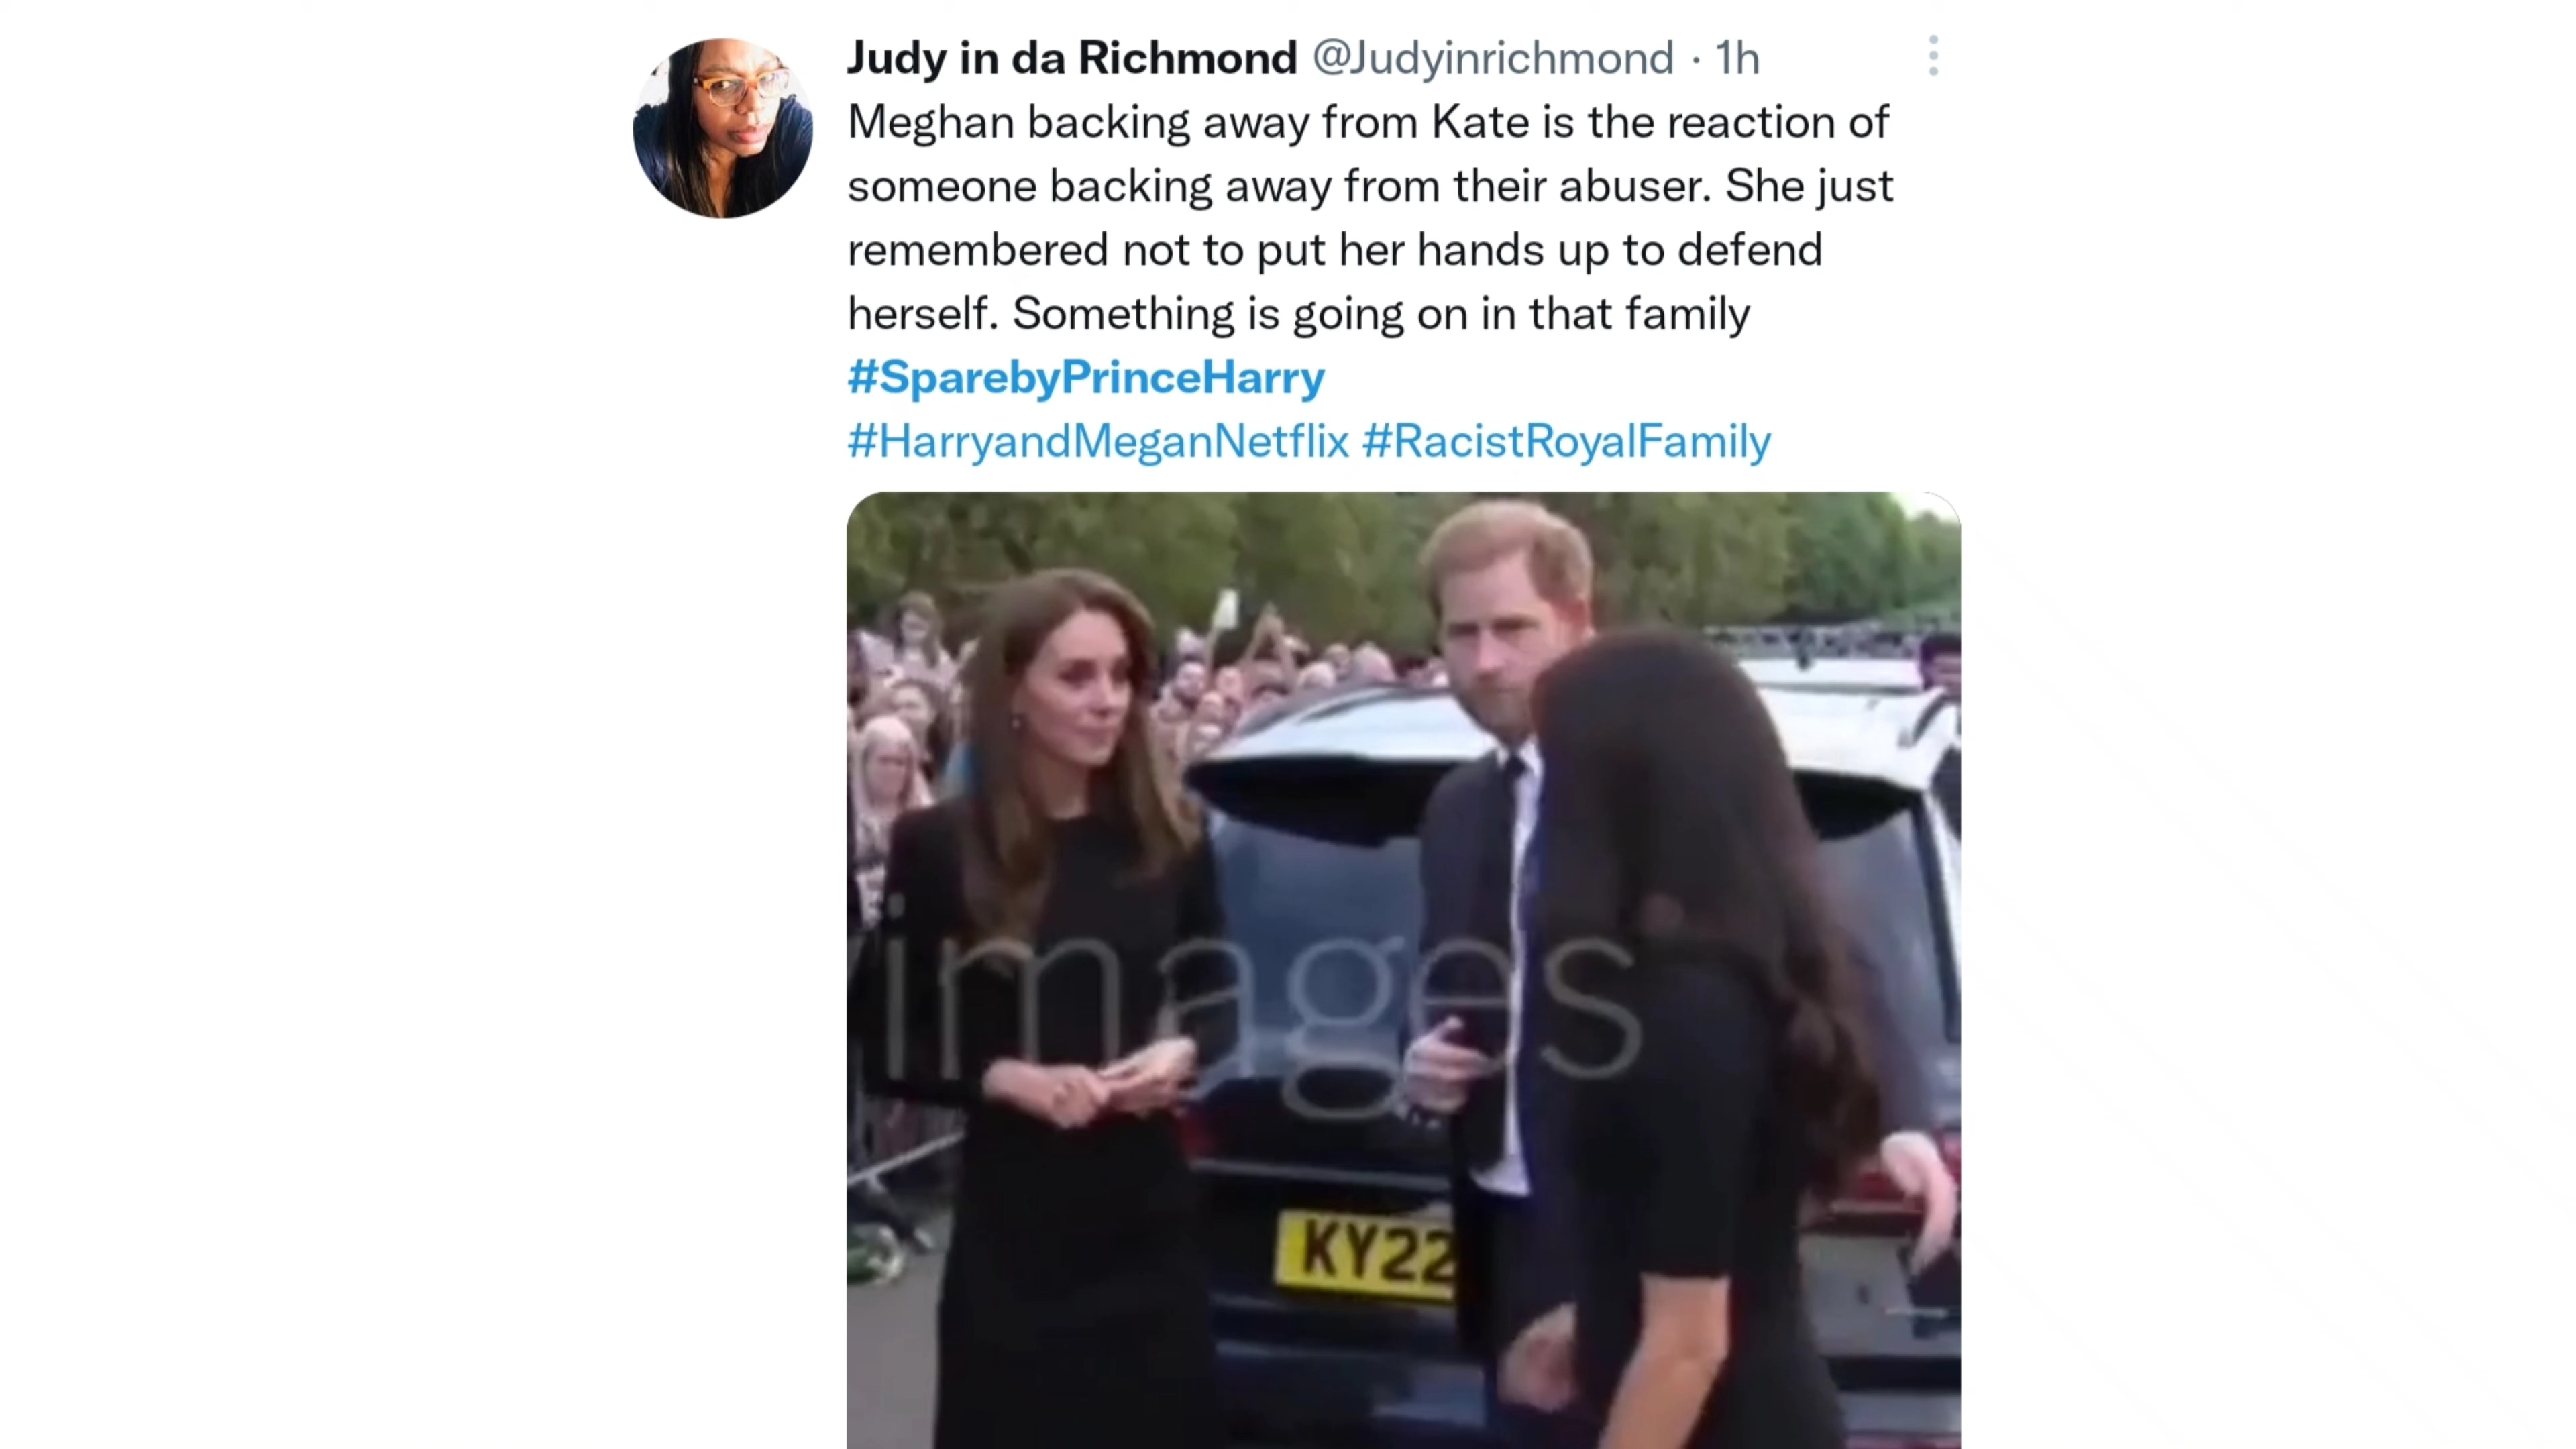 Judy in da Richmond @Judyinrichmond · 1h
Meghan backing away from Kate is the reaction of
someone backing away from their abuser. She just
remembered not to put her hands up to defend
herself. Something is going on in that family
#SparebyPrinceHarry
#HarryandMeganNetflix #RacistRoyalFamily
images
KY22